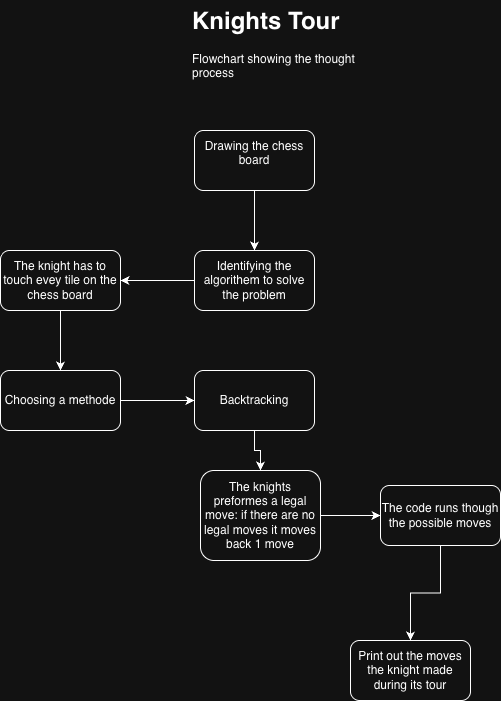 Knights Tour
Flowchart showing the thought
process
Drawing the chess
board
Identifying the
algorithem to solve
the problem
The knight has to
touch evey tile on the
chess board
Choosing a methode
Backtracking
The knights
preformes a legal
move: if there are no
legal moves it moves
back 1 move
The code runs though
the possible moves
Print out the moves
the knight made
during its tour